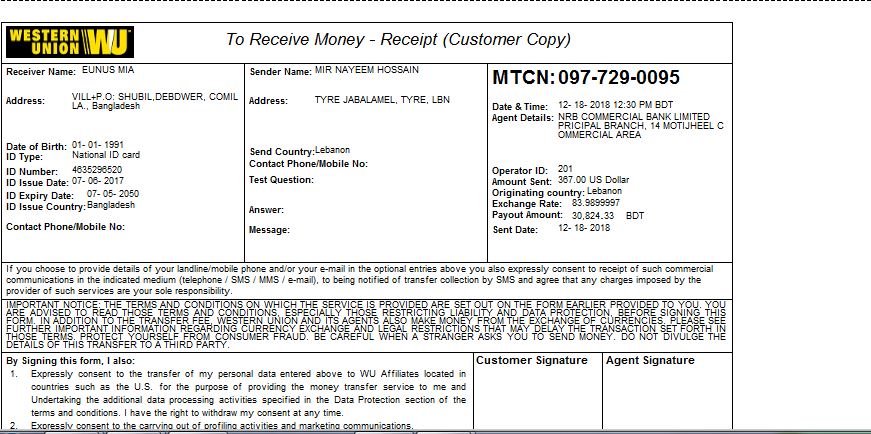 WESTERN UNION WU
To Receive Money - Receipt (Customer Copy)
Receiver Name: EUNUS MIA
Address: VILL+P.O: SHUBIL,DEBDWER, COMIL
LA., Bangladesh
Date of Birth: 01- 01- 1991
ID Type: National ID card
ID Number: 4635296520
ID Issue Date: 07- 06- 2017
ID Expiry Date: 07- 05- 2050
ID Issue Country: Bangladesh
Contact Phone/Mobile No:
Sender Name: MIR NAYEEM HOSSAIN
Address: TYRE JABALAMEL, TYRE, LBN
Send Country: Lebanon
Contact Phone/Mobile No:
Test Question:
Answer:
Message:
MTCN: 097-729-0095
Date & Time: 12- 18- 2018 12:30 PM BDT
Agent Details: NRB COMMERCIAL BANK LIMITED
PRICIPAL BRANCH, 14 MOTIJHEEL C
OMMERCIAL AREA
Operator ID: 201
Amount Sent: 367.00 US Dollar
Originating country: Lebanon
Exchange Rate: 83.9899997
Payout Amount: 30,824.33 BDT
Sent Date: 12- 18- 2018
If you choose to provide details of your landline/mobile phone and/or your e-mail in the optional entries above you also expressly consent to receipt of such commercial
communications in the indicated medium (telephone / SMS / MMS / e-mail), to being notified of transfer collection by SMS and agree that any charges imposed by the
provider of such services are your sole responsibility.
IMPORTANT NOTICE: THE TERMS AND CONDITIONS ON WHICH THE SERVICE IS PROVIDED ARE SET OUT ON THE FORM EARLIER PROVIDED TO YOU. YOU
ARE ADVISED TO READ THOSE TERMS AND CONDITIONS, ESPECIALLY THOSE RESTRICTING LIABILITY AND DATA PROTECTION, BEFORE SIGNING THIS
FORM. IN ADDITION TO THE TRANSFER FEE, WESTERN UNION AND ITS AGENTS ALSO MAKE MONEY FROM THE EXCHANGE OF CURRENCIES. PLEASE SEE
FURTHER IMPORTANT INFORMATION REGARDING CURRENCY EXCHANGE AND LEGAL RESTRICTIONS THAT MAY DELAY THE TRANSACTION SET FORTH IN
THOSE TERMS. PROTECT YOURSELF FROM CONSUMER FRAUD. BE CAREFUL WHEN A STRANGER ASKS YOU TO SEND MONEY. DO NOT DIVULGE THE
DETAILS OF THIS TRANSFER TO A THIRD PARTY.
By Signing this form, I also:
1. Expressly consent to the transfer of my personal data entered above to WU Affiliates located in
countries such as the U.S. for the purpose of providing the money transfer service to me and
Undertaking the additional data processing activities specified in the Data Protection section of the
terms and conditions. I have the right to withdraw my consent at any time.
2. Expressly consent to the carrying out of profiling activities and marketing communications.
Customer Signature
Agent Signature